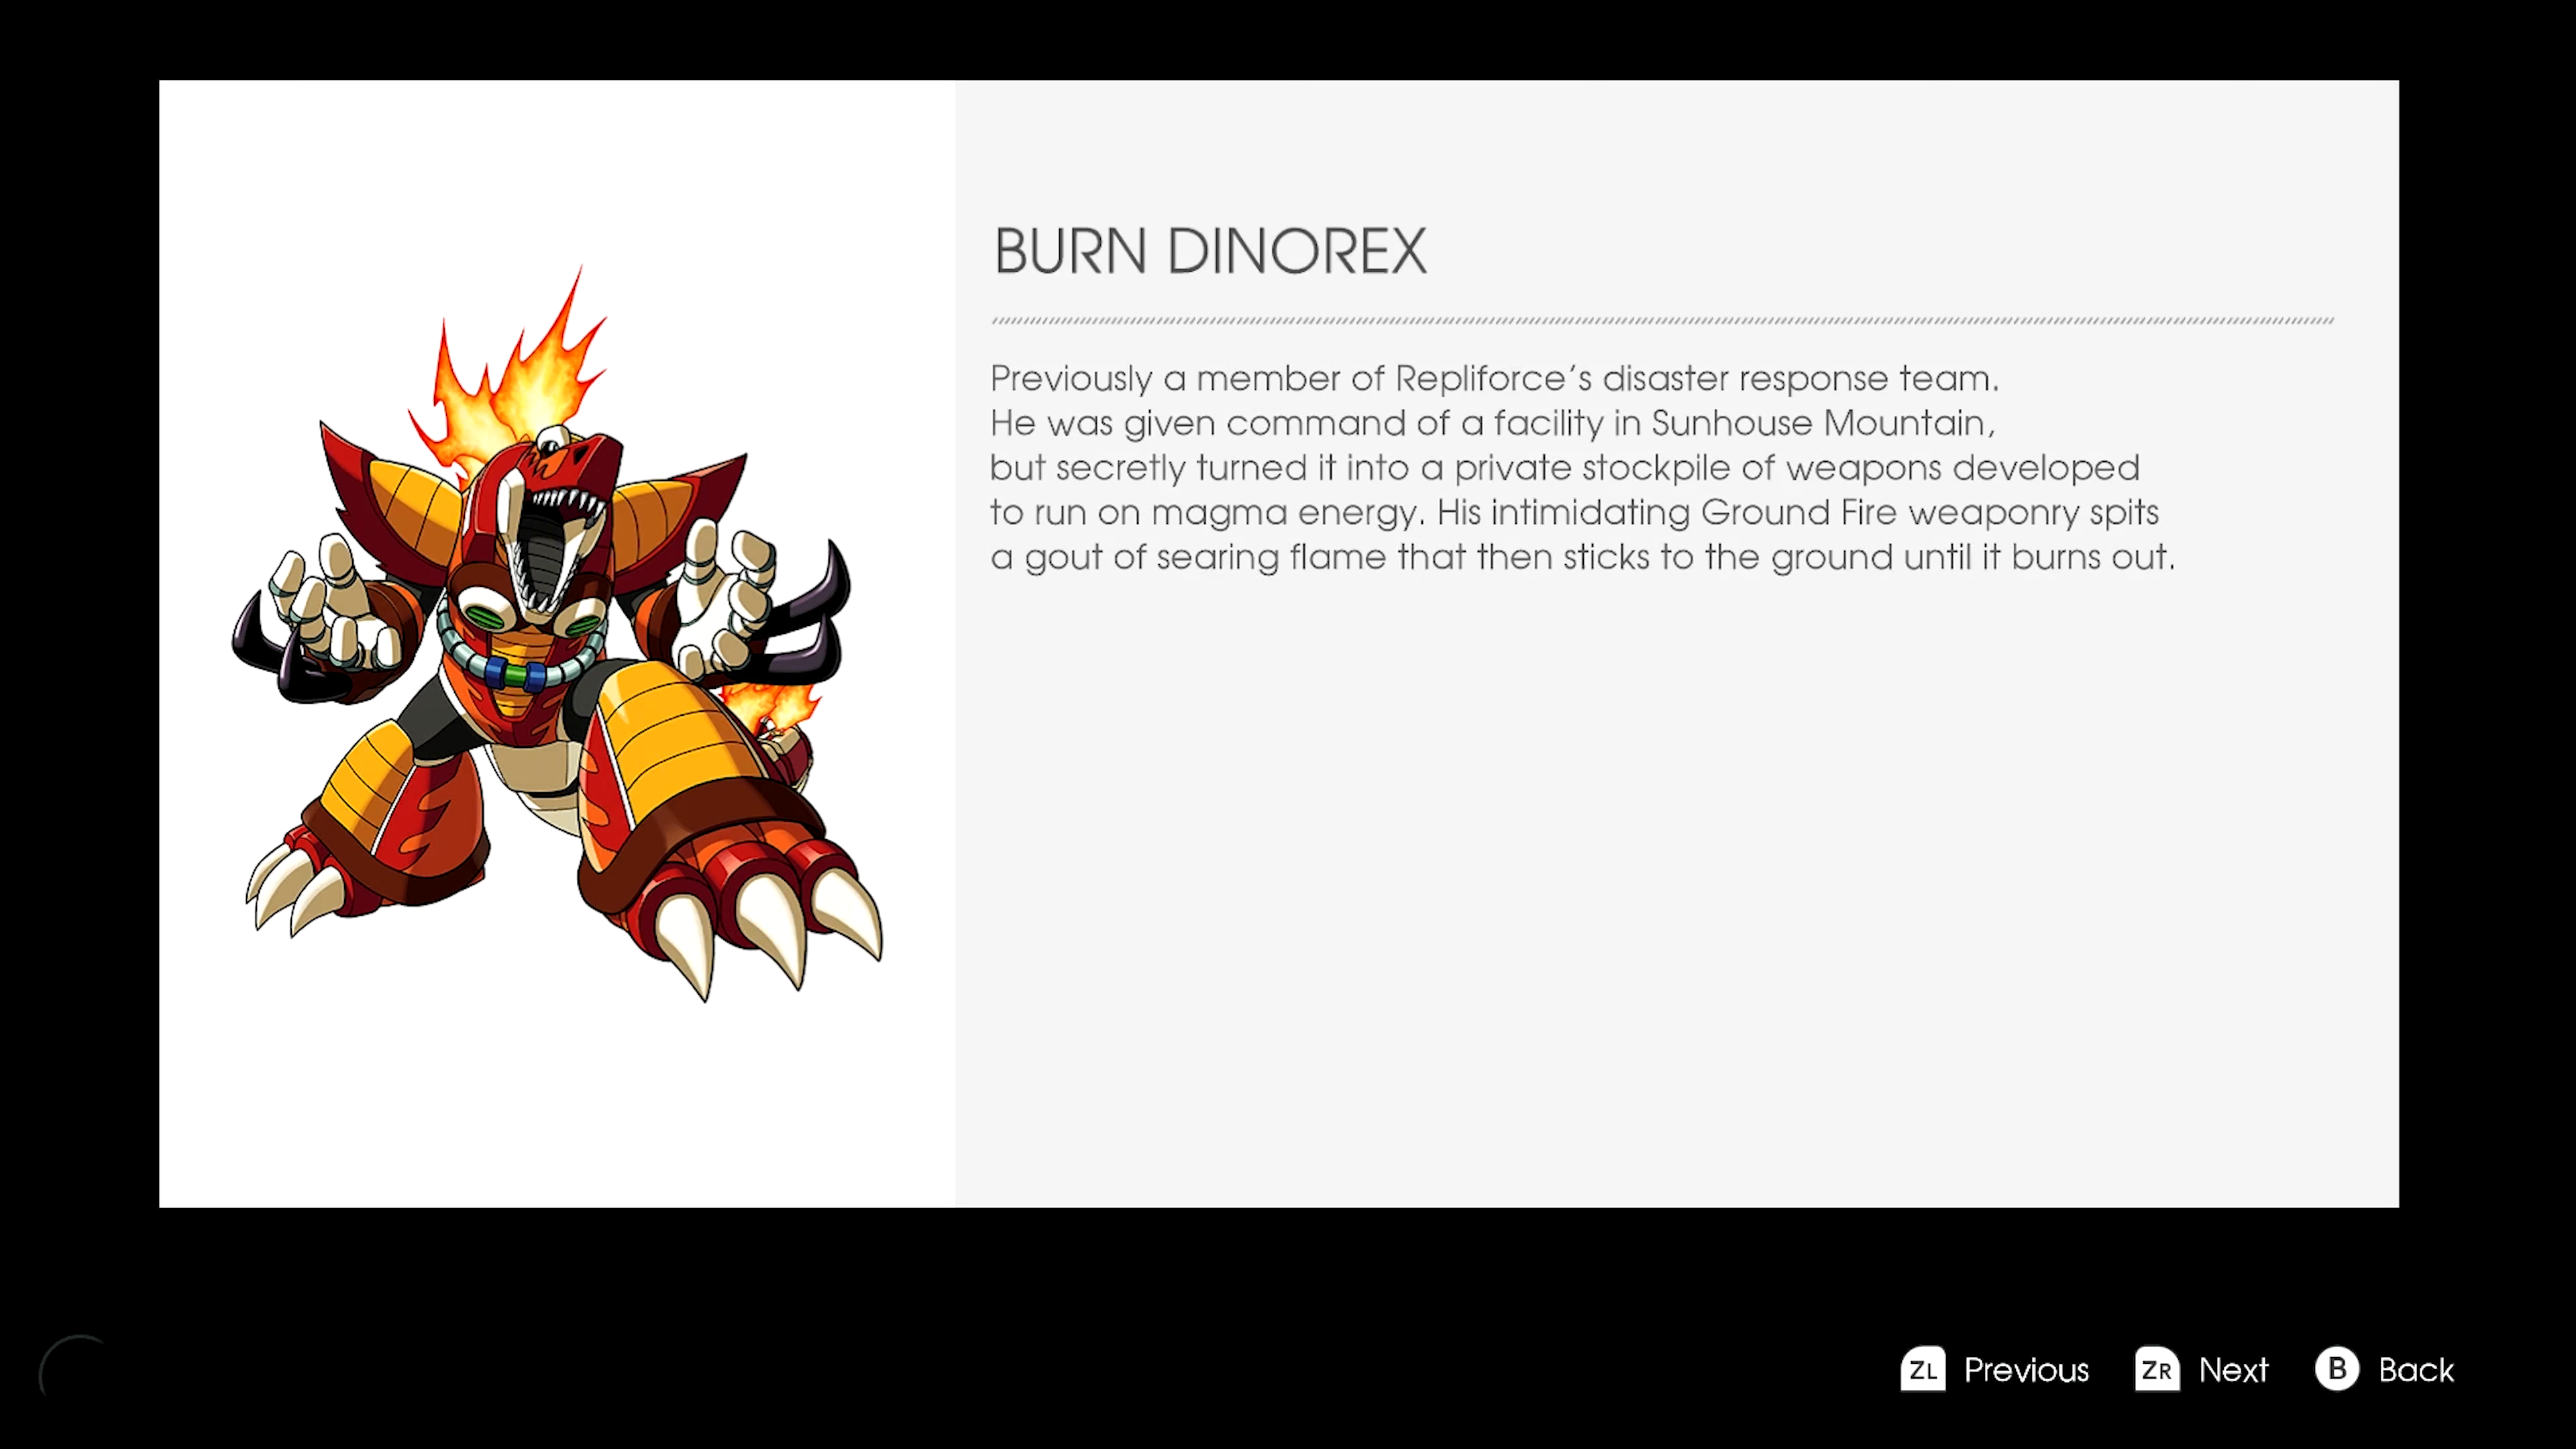 BURN DINOREX
Previously a member of Repliforce's disaster response team.
He was given command of a facility in Sunhouse Mountain,
but secretly turned it into a private stockpile of weapons developed
to run on magma energy. His intimidating Ground Fire weaponry spits
a gout of searing flame that then sticks to the ground until it burns out.
ZL Previous ZR Next B Back